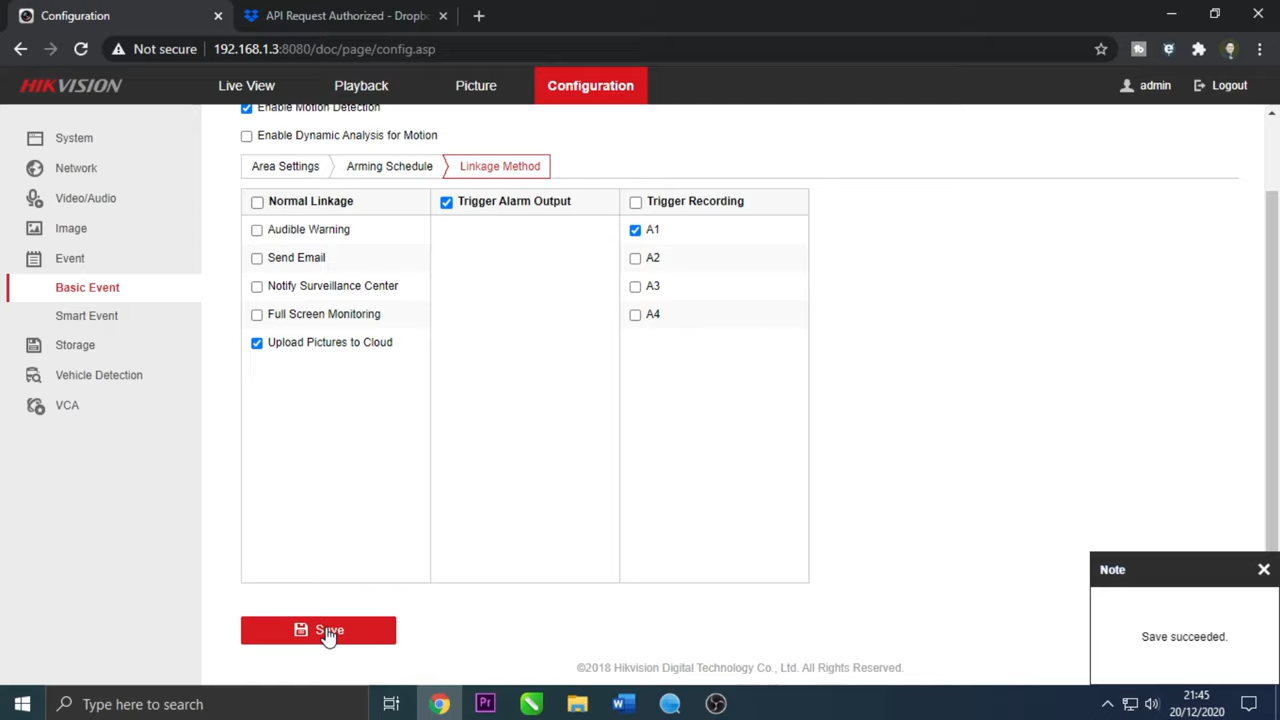 Configuration
API Request Authorized - Dropb
Not secure
192.168.1.3:8080/doc/page/config.asp
HIKVISION
Live View
Playback
Picture
Configuration
admin
Logout
System
Network
Video/Audio
Image
Event
Basic Event
Smart Event
Storage
Vehicle Detection
VCA
Enable Motion Detection
Enable Dynamic Analysis for Motion
Area Settings
Arming Schedule
Linkage Method
Normal Linkage
Trigger Alarm Output
Trigger Recording
Audible Warning
A1
Send Email
A2
Notify Surveillance Center
A3
Full Screen Monitoring
A4
Upload Pictures to Cloud
Save
©2018 Hikvision Digital Technology Co., Ltd. All Rights Reserved.
Note
Save succeeded.
Type here to search
Pr
21:45
20/12/2020